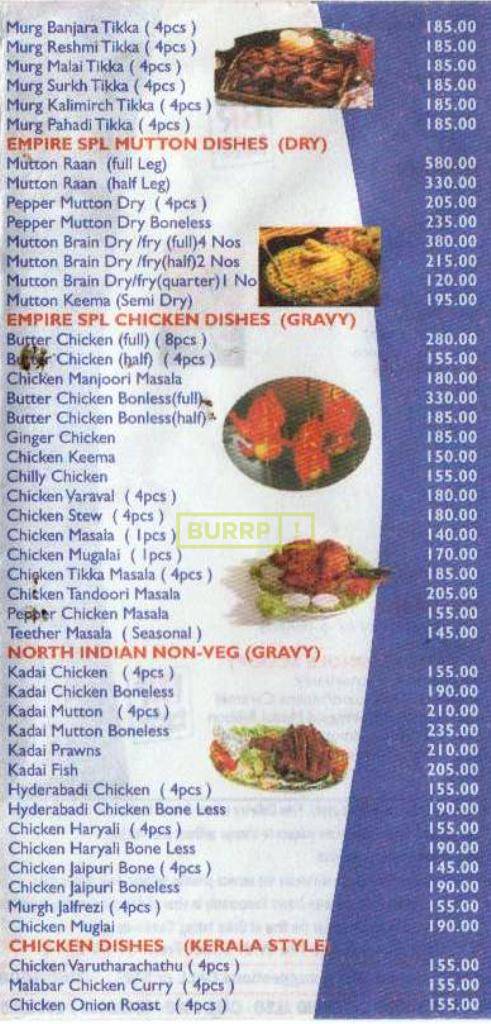 Murg Banjara Tikka ( 4pcs ) 185.00
Murg Reshmi Tikka ( 4pcs ) 185.00
Murg Malai Tikka ( 4pcs ) 185.00
Murg Surkh Tikka ( 4pcs ) 185.00
Murg Kalimirch Tikka ( 4pcs ) 185.00
Murg Pahadi Tikka ( 4pcs ) 185.00
EMPIRE SPL MUTTON DISHES (DRY)
Mutton Raan (full Leg) 580.00
Mutton Raan (half Leg) 330.00
Pepper Mutton Dry ( 4pcs ) 205.00
Pepper Mutton Dry Boneless 235.00
Mutton Brain Dry /fry (full)4 Nos 380.00
Mutton Brain Dry /fry(half)2 Nos 215.00
Mutton Brain Dry/fry(quarter)1 No 120.00
Mutton Keema (Semi Dry) 195.00
EMPIRE SPL CHICKEN DISHES (GRAVY)
Butter Chicken (full) ( 8pcs ) 280.00
Butter Chicken (half) ( 4pcs ) 155.00
Chicken Manjoori Masala 180.00
Butter Chicken Bonless(full) 330.00
Butter Chicken Bonless(half) 185.00
Ginger Chicken 185.00
Chicken Keema 150.00
Chilly Chicken 155.00
Chicken Varaval ( 4pcs ) 180.00
Chicken Stew ( 4pcs ) 180.00
BURRP !
Chicken Masala ( 1pcs ) 140.00
Chicken Mugalai ( 1pcs ) 170.00
Chicken Tikka Masala ( 4pcs ) 185.00
Chicken Tandoori Masala 205.00
Pepper Chicken Masala 155.00
Teether Masala ( Seasonal ) 145.00
NORTH INDIAN NON-VEG (GRAVY)
Kadai Chicken ( 4pcs ) 155.00
Kadai Chicken Boneless 190.00
Kadai Mutton ( 4pcs ) 210.00
Kadai Mutton Boneless 235.00
Kadai Prawns 210.00
Kadai Fish 205.00
Hyderabadi Chicken ( 4pcs ) 155.00
Hyderabadi Chicken Bone Less 190.00
Chicken Haryali ( 4pcs ) 155.00
Chicken Haryali Bone Less 190.00
Chicken Jaipuri Bone ( 4pcs ) 145.00
Chicken Jaipuri Boneless 190.00
Murgh Jalfrezi ( 4pcs ) 155.00
Chicken Muglai 190.00
CHICKEN DISHES (KERALA STYLE)
Chicken Varutharachathu ( 4pcs ) 155.00
Malabar Chicken Curry ( 4pcs ) 155.00
Chicken Onion Roast ( 4pcs ) 155.00